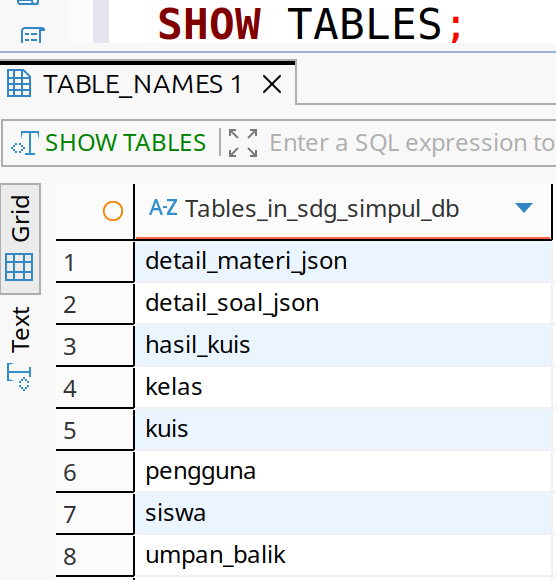 SHOW TABLES;
TABLE_NAMES 1
SHOW TABLES Enter a SQL expression to
Grid
Text
A-Z Tables_in_sdg_simpul_db
1 detail_materi_json
2 detail_soal_json
3 hasil_kuis
4 kelas
5 kuis
6 pengguna
7 siswa
8 umpan_balik